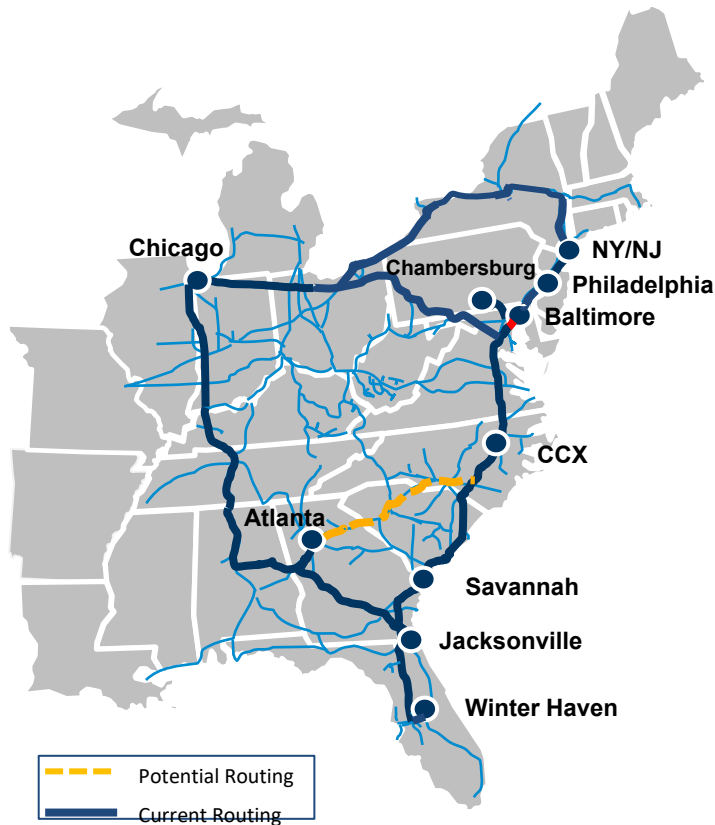 Chicago
NY/NJ
Chambersburg
Philadelphia
Baltimore
CCX
Atlanta
Savannah
Jacksonville
Winter Haven
Potential Routing
Current Routing